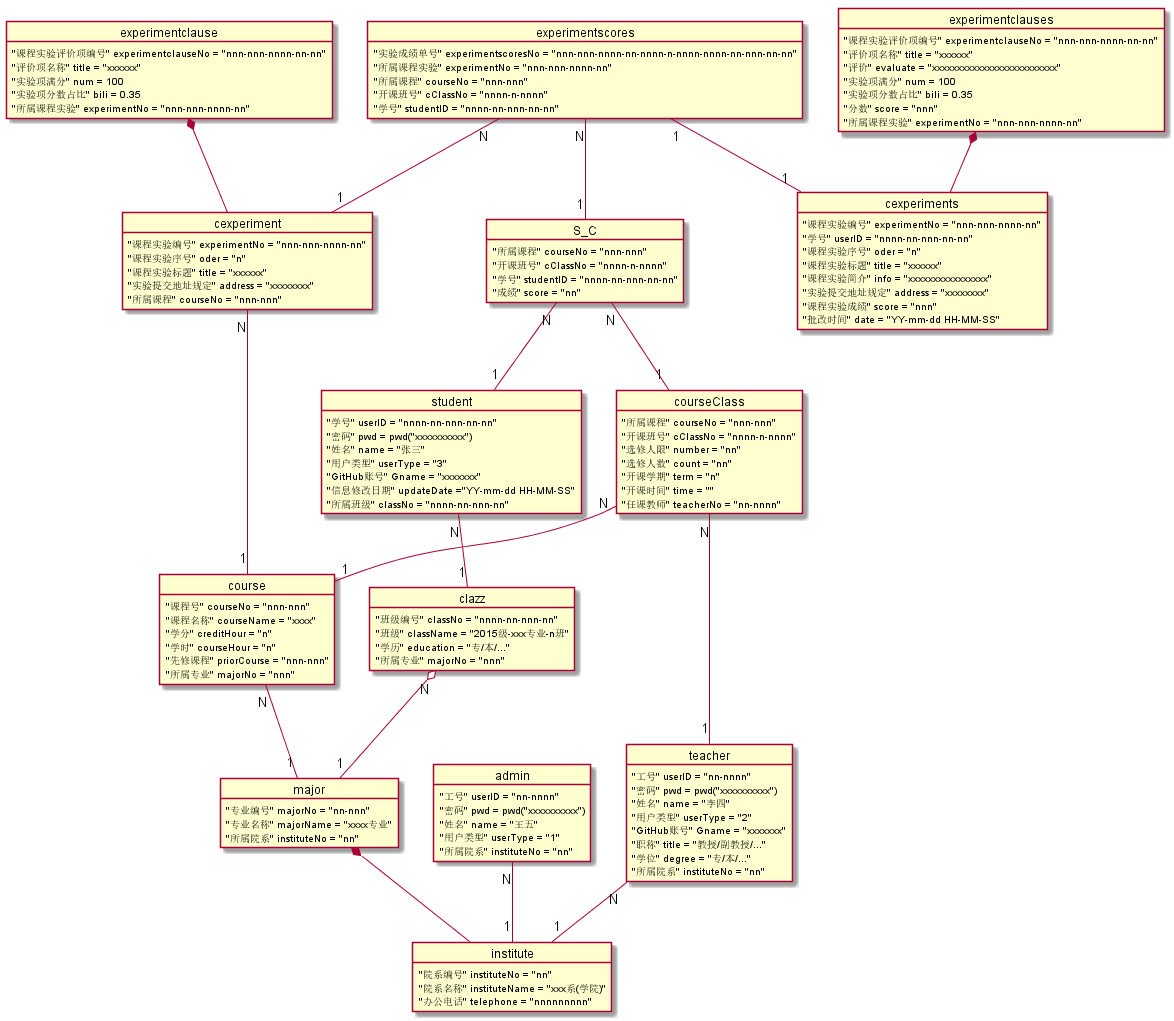 experimentclause
"课程实验评价项编号" experimentclauseNo = "nnn-nnn-nnnn-nn-nn"
"评价项名称" title = "xxxxxx"
"实验项满分" num = 100
"实验项分数占比" bili = 0.35
"所属课程实验" experimentNo = "nnn-nnn-nnnn-nn"
experimentscores
"实验成绩单号" experimentscoresNo = "nnn-nnn-nnnn-nn-nnnn-n-nnnn-nnnn-nn-nnn-nn-nn"
"所属课程实验" experimentNo = "nnn-nnn-nnnn-nn"
"所属课程" courseNo = "nnn-nnn"
"开课班号" cClassNo = "nnnn-n-nnnn"
"学号" studentID = "nnnn-nn-nnn-nn-nn"
experimentclauses
"课程实验评价项编号" experimentclauseNo = "nnn-nnn-nnnn-nn-nn"
"评价项名称" title = "xxxxxx"
"评价" evaluate = "xxxxxxxxxxxxxxxxxxxxxxxx"
"实验项满分" num = 100
"实验项分数占比" bili = 0.35
"分数" score = "nnn"
"所属课程实验" experimentNo = "nnn-nnn-nnnn-nn"
N
N
1
1
1
1
cexperiment
"课程实验编号" experimentNo = "nnn-nnn-nnnn-nn"
"课程实验序号" oder = "n"
"课程实验标题" title = "xxxxxx"
"实验提交地址规定" address = "xxxxxxxx"
"所属课程" courseNo = "nnn-nnn"
S_C
"所属课程" courseNo = "nnn-nnn"
"开课班号" cClassNo = "nnnn-n-nnnn"
"学号" studentID = "nnnn-nn-nnn-nn-nn"
"成绩" score = "nn"
cexperiments
"课程实验编号" experimentNo = "nnn-nnn-nnnn-nn"
"学号" userID = "nnnn-nn-nnn-nn-nn"
"课程实验序号" oder = "n"
"课程实验标题" title = "xxxxxx"
"课程实验简介" info = "xxxxxxxxxxxxxxx"
"实验提交地址规定" address = "xxxxxxxx"
"课程实验成绩" score = "nnn"
"批改时间" date = "YY-mm-dd HH-MM-SS"
N
N
N
1
1
student
"学号" userID = "nnnn-nn-nnn-nn-nn"
"密码" pwd = pwd("xxxxxxxxx")
"姓名" name = "张三"
"用户类型" userType = "3"
"GitHub账号" Gname = "xxxxxxx"
"信息修改日期" updateDate ="YY-mm-dd HH-MM-SS"
"所属班级" classNo = "nnnn-nn-nnn-nn"
courseClass
"所属课程" courseNo = "nnn-nnn"
"开课班号" cClassNo = "nnnn-n-nnnn"
"选修人限" number = "nn"
"选修人数" count = "nn"
"开课学期" term = "n"
"开课时间" time = ""
"任课教师" teacherNo = "nn-nnnn"
N
N
N
1
1
1
course
"课程号" courseNo = "nnn-nnn"
"课程名称" courseName = "xxxx"
"学分" creditHour = "n"
"学时" courseHour = "n"
"先修课程" priorCourse = "nnn-nnn"
"所属专业" majorNo = "nnn"
clazz
"班级编号" classNo = "nnnn-nn-nnn-nn"
"班级" className = "2015级-xxx专业-n班"
"学历" education = "专/本/..."
"所属专业" majorNo = "nnn"
N
N
1
1
1
major
"专业编号" majorNo = "nn-nnn"
"专业名称" majorName = "xxxx专业"
"所属院系" instituteNo = "nn"
admin
"工号" userID = "nn-nnnn"
"密码" pwd = pwd("xxxxxxxxx")
"姓名" name = "王五"
"用户类型" userType = "1"
"所属院系" instituteNo = "nn"
teacher
"工号" userID = "nn-nnnn"
"密码" pwd = pwd("xxxxxxxxx")
"姓名" name = "李四"
"用户类型" userType = "2"
"GitHub账号" Gname = "xxxxxxx"
"职称" title = "教授/副教授/..."
"学位" degree = "专/本/..."
"所属院系" instituteNo = "nn"
N
N
1
1
institute
"院系编号" instituteNo = "nn"
"院系名称" instituteName = "xxx系(学院)"
"办公电话" telephone = "nnnnnnnnn"